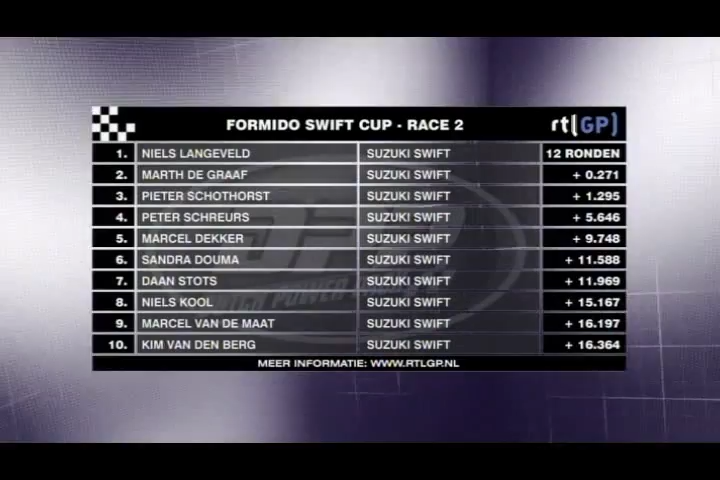 FORMIDO SWIFT CUP - RACE 2 rtl GP
1. NIELS LANGEVELD SUZUKI SWIFT 12 RONDEN
2. MARTH DE GRAAF SUZUKI SWIFT + 0.271
3. PIETER SCHOTHORST SUZUKI SWIFT + 1.295
4. PETER SCHREURS SUZUKI SWIFT + 5.646
5. MARCEL DEKKER SUZUKI SWIFT + 9.748
6. SANDRA DOUMA SUZUKI SWIFT + 11.588
7. DAAN STOTS SUZUKI SWIFT + 11.969
8. NIELS KOOL SUZUKI SWIFT + 15.167
9. MARCEL VAN DE MAAT SUZUKI SWIFT + 16.197
10. KIM VAN DEN BERG SUZUKI SWIFT + 16.364
MEER INFORMATIE: WWW.RTLGP.NL